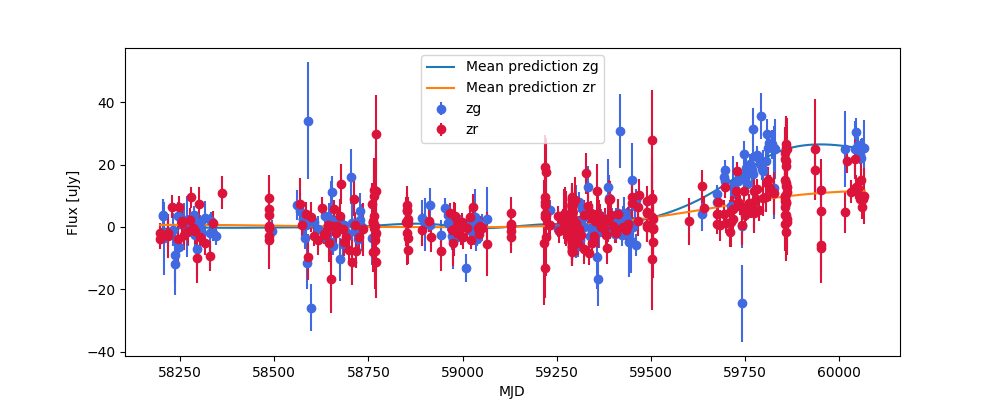 Mean prediction zg
Mean prediction zr
zg
zr
Flux [uJy]
40
20
0
−20
−40
58250
58500
58750
59000
59250
59500
59750
60000
MJD